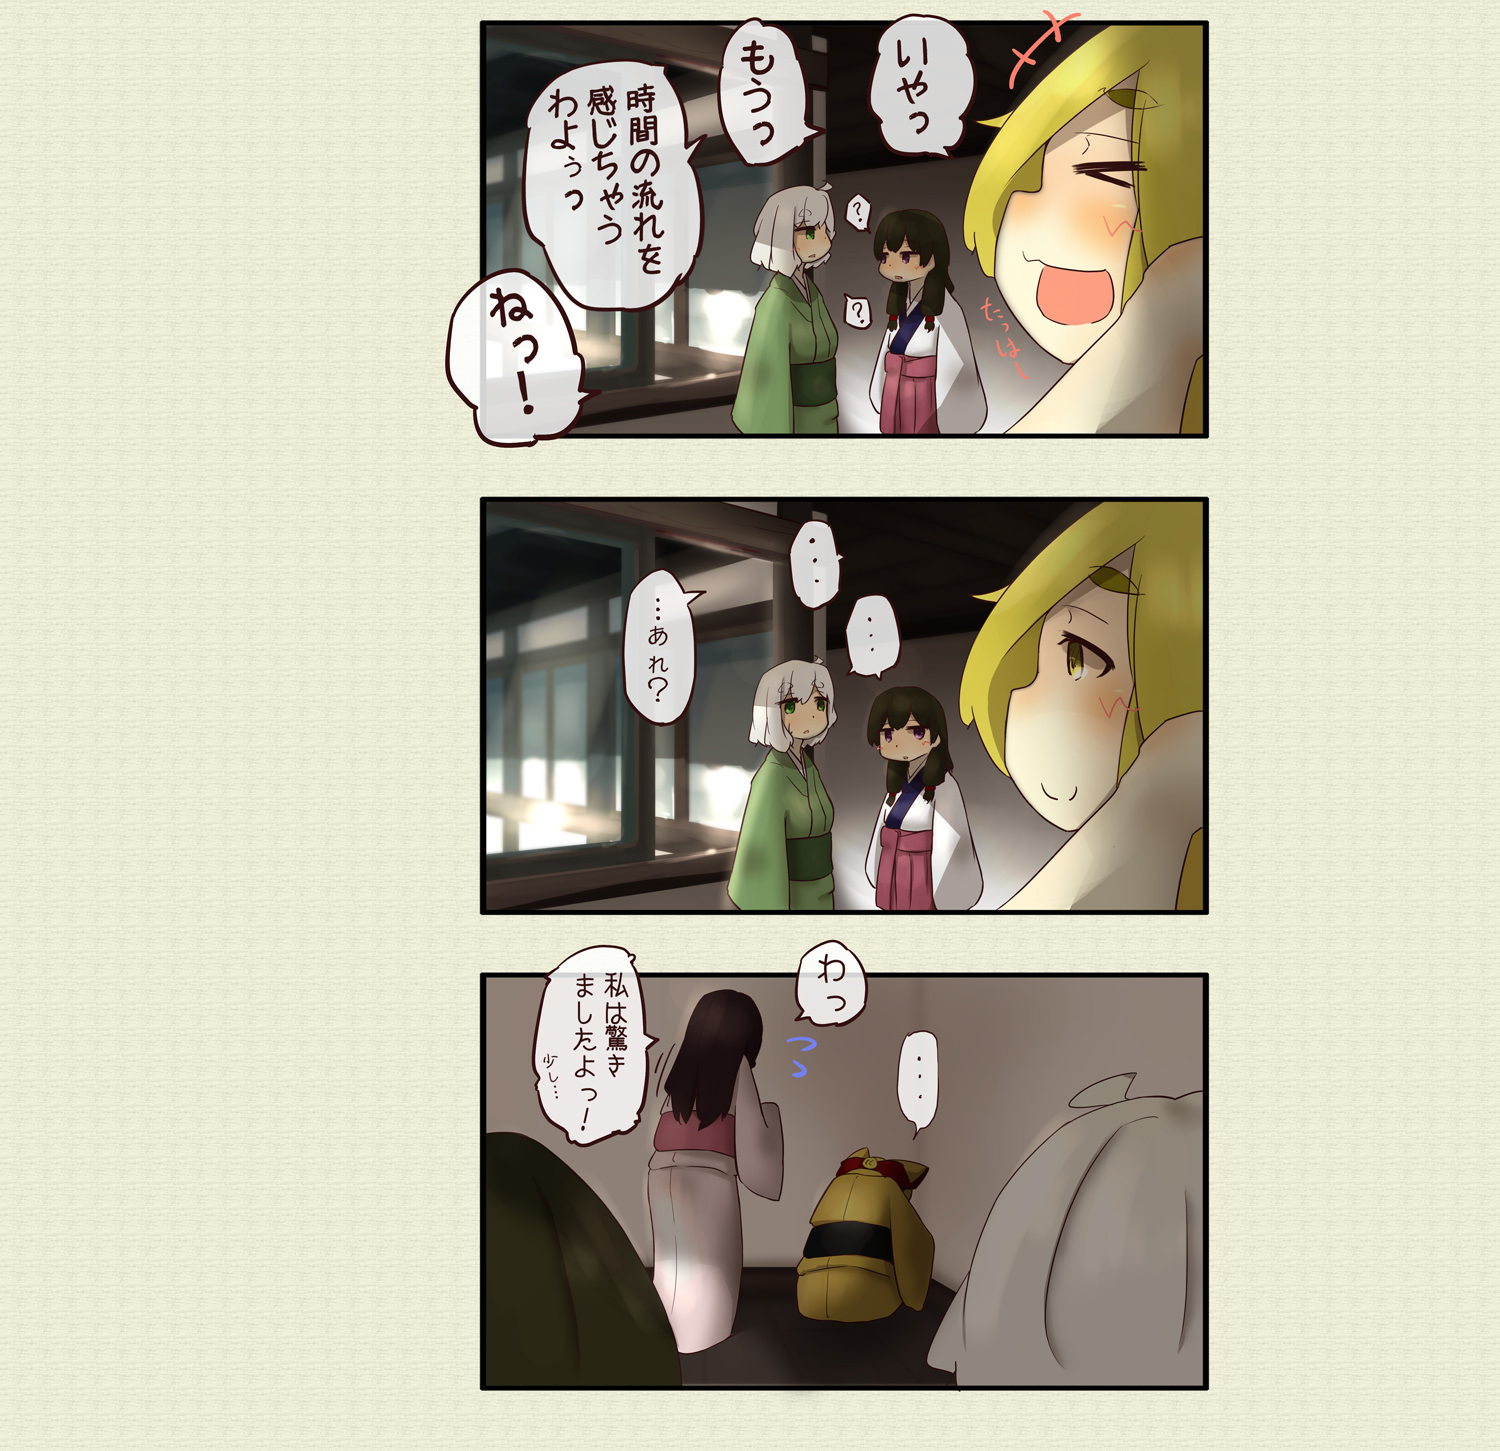 いやっ
もうっ
時間の流れを
感じちゃう
わよぅっ
ねっ！
?
?
たっはー
・・・
・・・
…あれ？
わっ
私は驚き
ましたよっ！
少し…
・・・